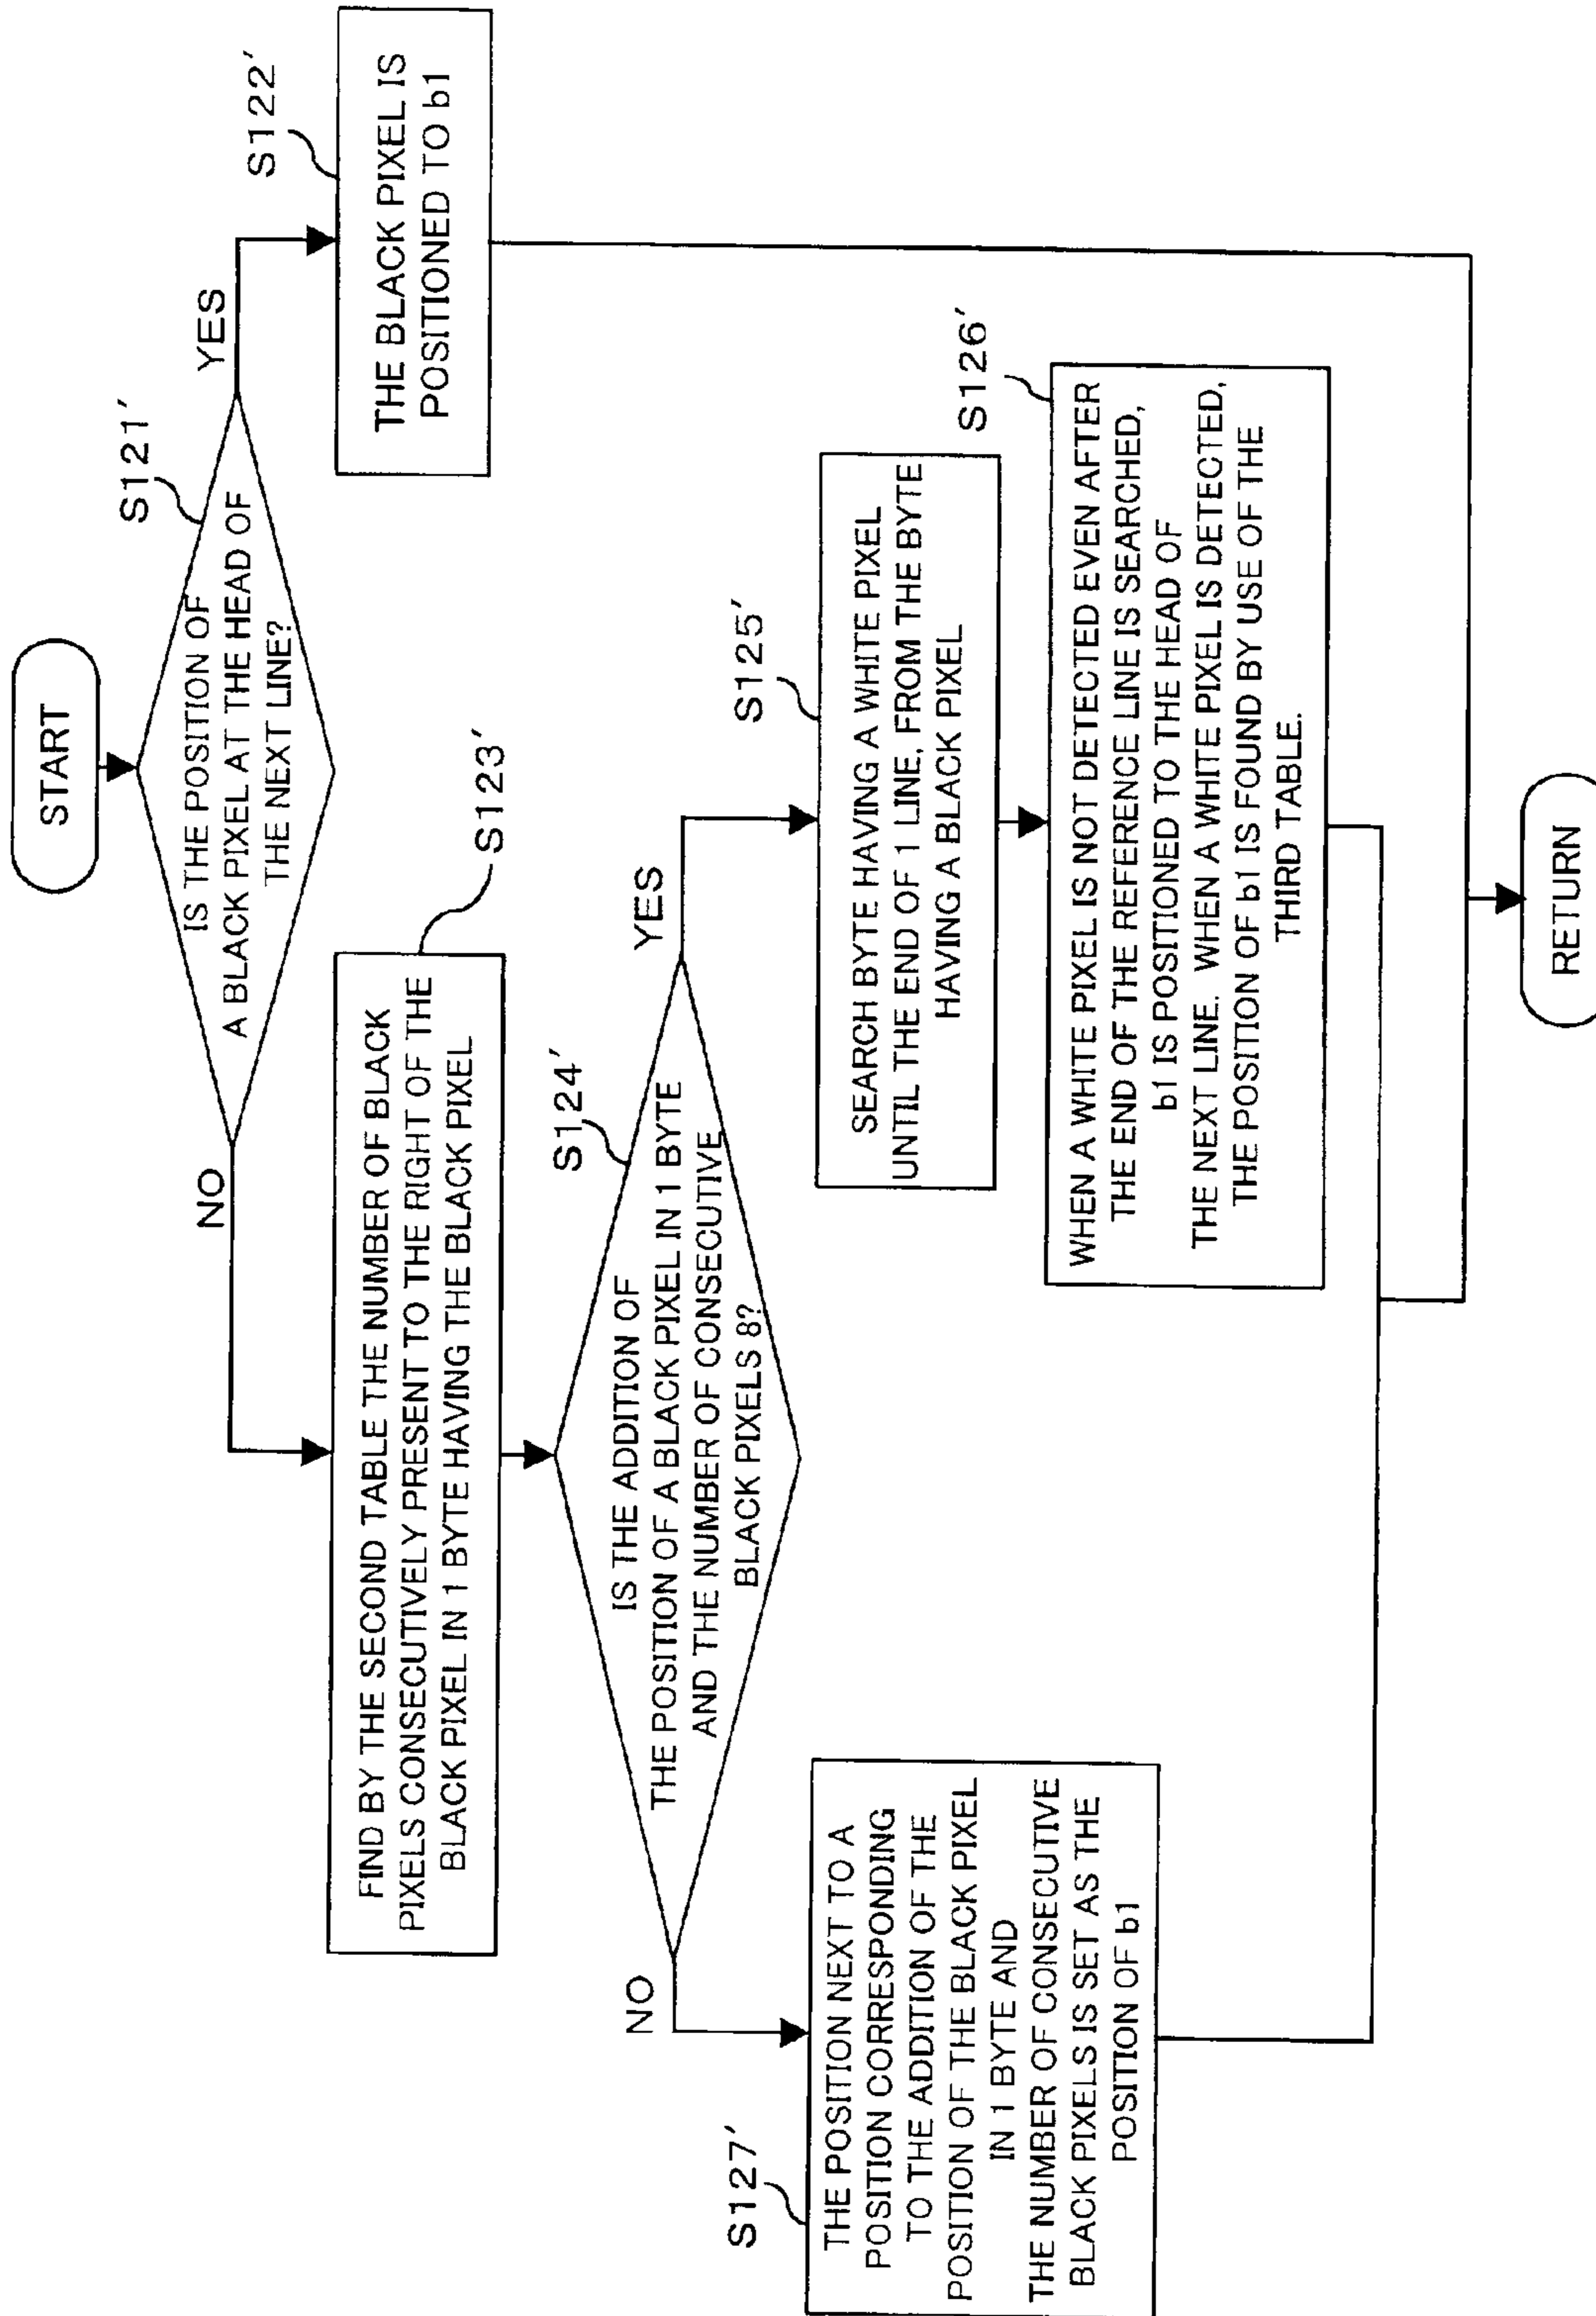 START
S121′
IS THE POSITION OF
A BLACK PIXEL AT THE HEAD OF
THE NEXT LINE?
YES
NO
S122′
THE BLACK PIXEL IS
POSITIONED TO b1
S123′
FIND BY THE SECOND TABLE THE NUMBER OF BLACK
PIXELS CONSECUTIVELY PRESENT TO THE RIGHT OF THE
BLACK PIXEL IN 1 BYTE HAVING THE BLACK PIXEL
S124′
IS THE ADDITION OF
THE POSITION OF A BLACK PIXEL IN 1 BYTE
AND THE NUMBER OF CONSECUTIVE
BLACK PIXELS 8?
YES
NO
S125′
SEARCH BYTE HAVING A WHITE PIXEL
UNTIL THE END OF 1 LINE, FROM THE BYTE
HAVING A BLACK PIXEL
S126′
WHEN A WHITE PIXEL IS NOT DETECTED EVEN AFTER
THE END OF THE REFERENCE LINE IS SEARCHED,
b1 IS POSITIONED TO THE HEAD OF
THE NEXT LINE. WHEN A WHITE PIXEL IS DETECTED,
THE POSITION OF b1 IS FOUND BY USE OF THE
THIRD TABLE.
S127′
THE POSITION NEXT TO A
POSITION CORRESPONDING
TO THE ADDITION OF THE
POSITION OF THE BLACK PIXEL
IN 1 BYTE AND
THE NUMBER OF CONSECUTIVE
BLACK PIXELS IS SET AS THE
POSITION OF b1
RETURN